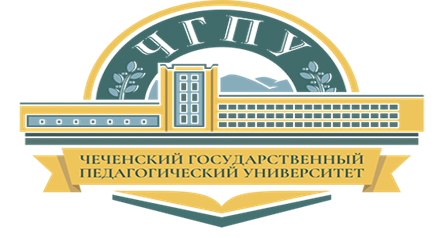 ЧГПУ
ЧЕЧЕНСКИЙ ГОСУДАРСТВЕННЫЙ
ПЕДАГОГИЧЕСКИЙ УНИВЕРСИТЕТ